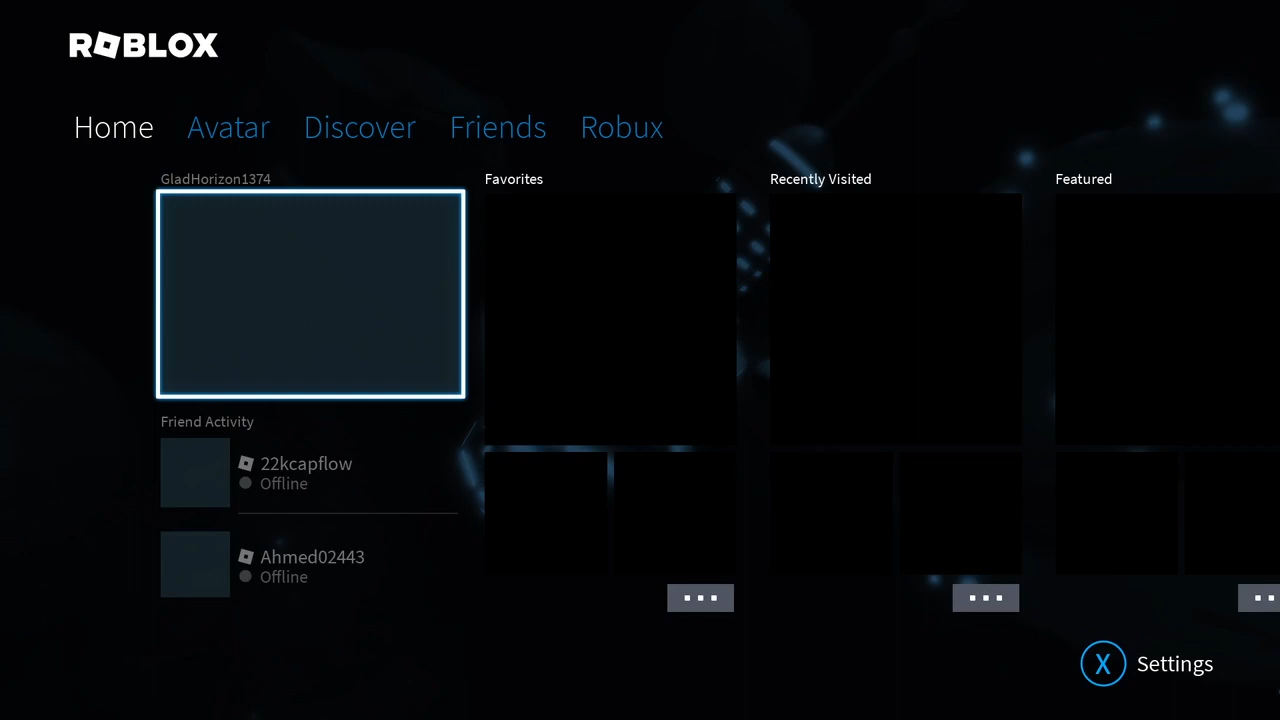 ROBLOX
Home Avatar Discover Friends Robux
GladHorizon1374
Favorites
Recently Visited
Featured
Friend Activity
22kcapflow
Offline
Ahmed02443
Offline
X Settings